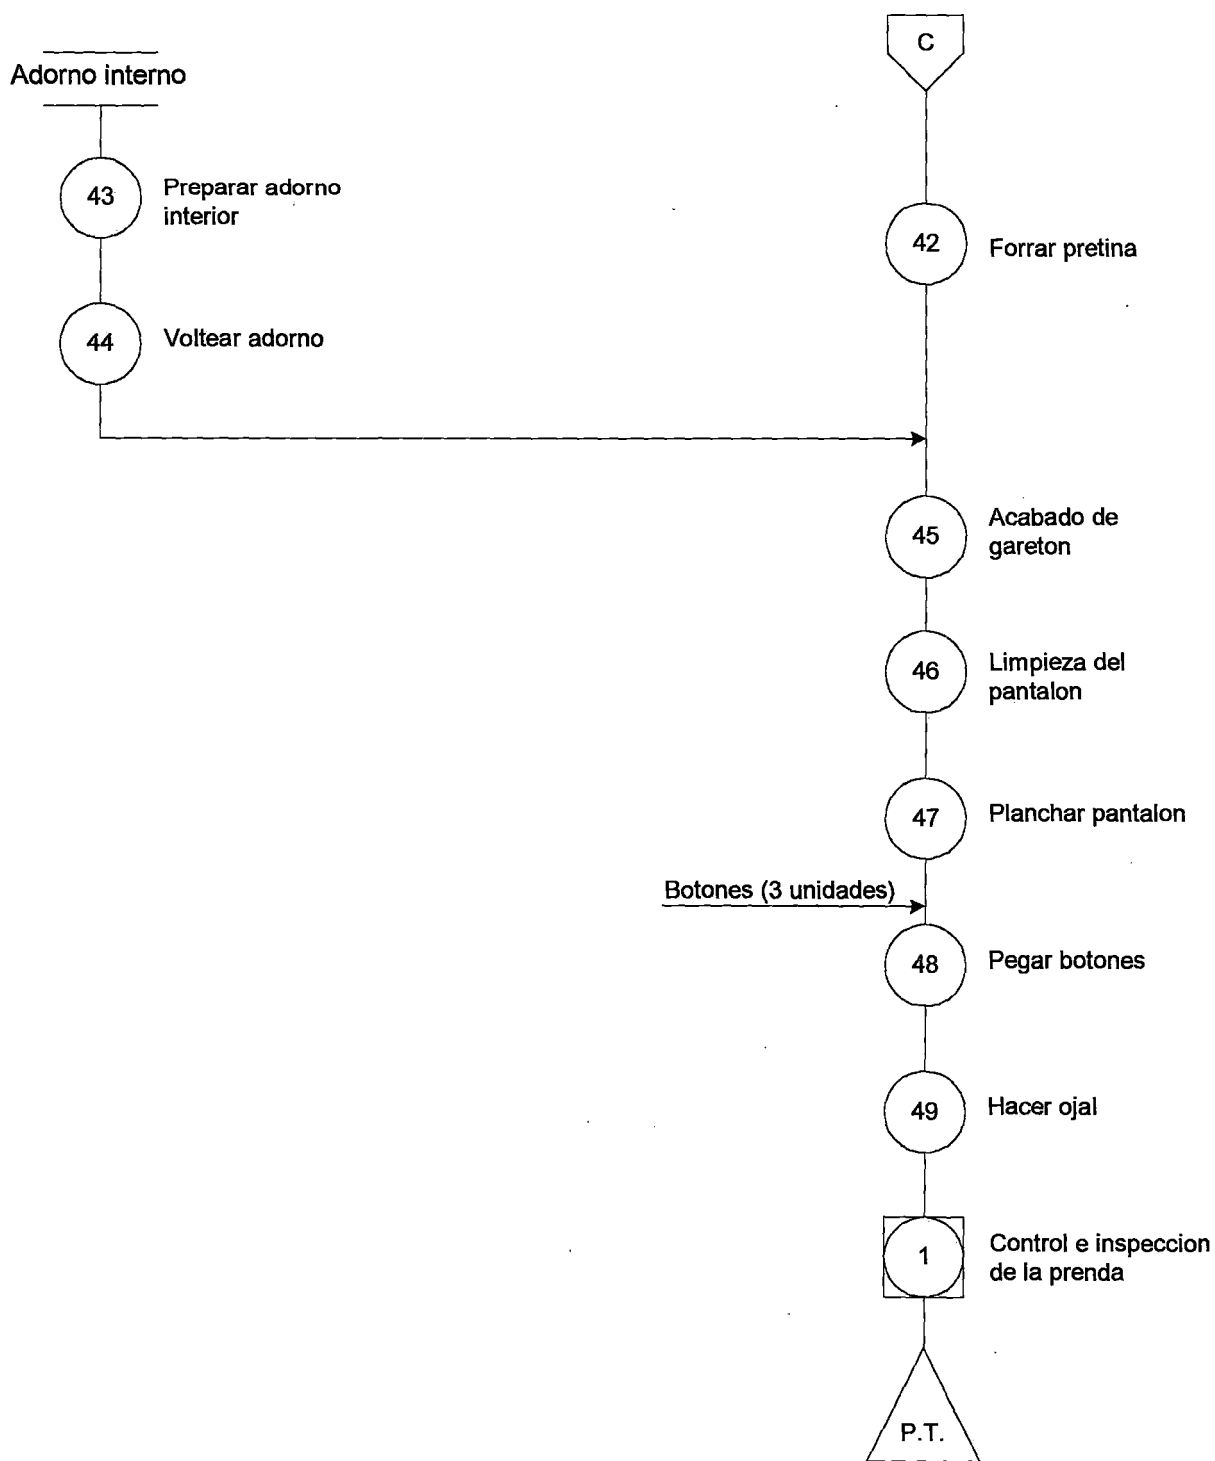 C
Adorno interno
43
Preparar adorno
interior
42
Forrar pretina
44
Voltear adorno
45
Acabado de
gareton
46
Limpieza del
pantalon
47
Planchar pantalon
Botones (3 unidades)
48
Pegar botones
49
Hacer ojal
1
Control e inspeccion
de la prenda
P.T.